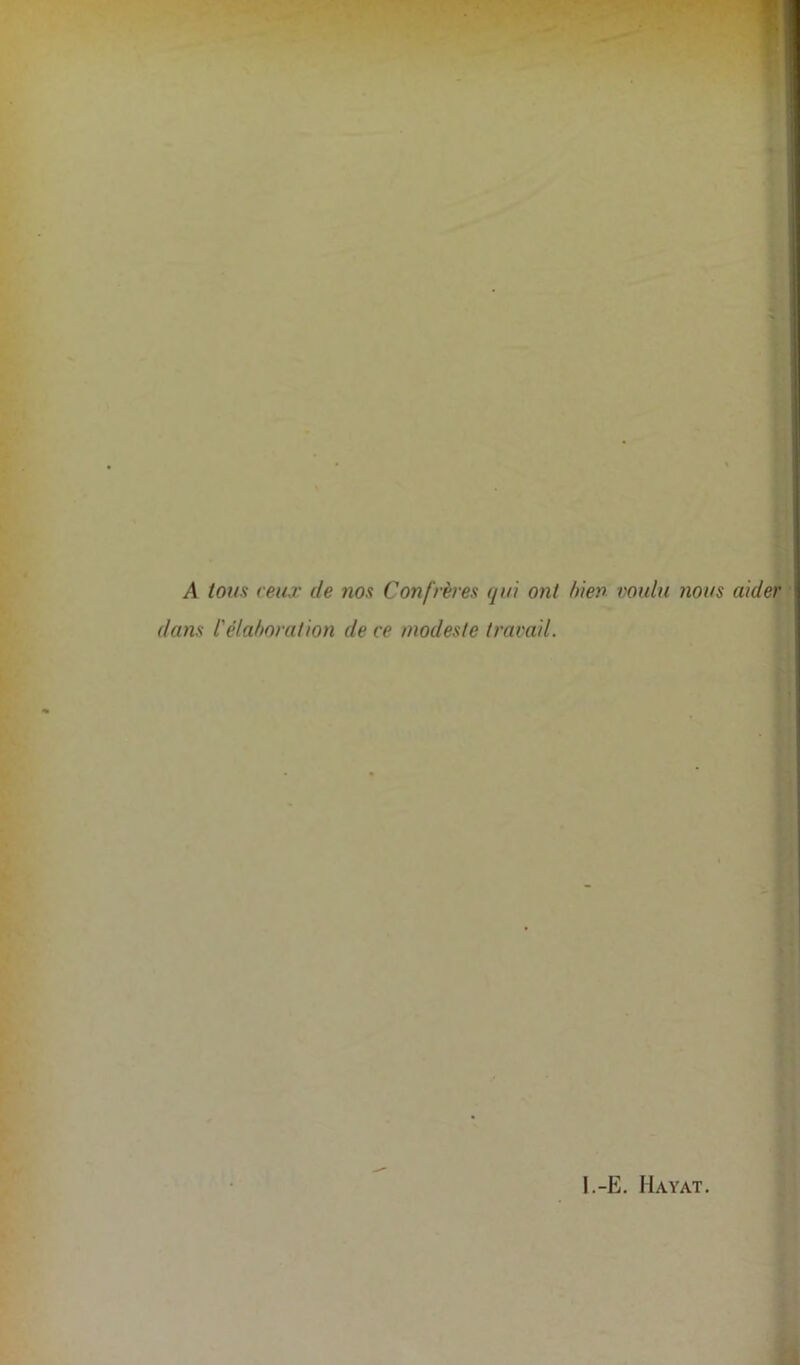 A tous ceux de nos Confrères qui ont bien voulu nous aider
dans l'élaboration de ce modeste travail.
I.-E. HAYAT.